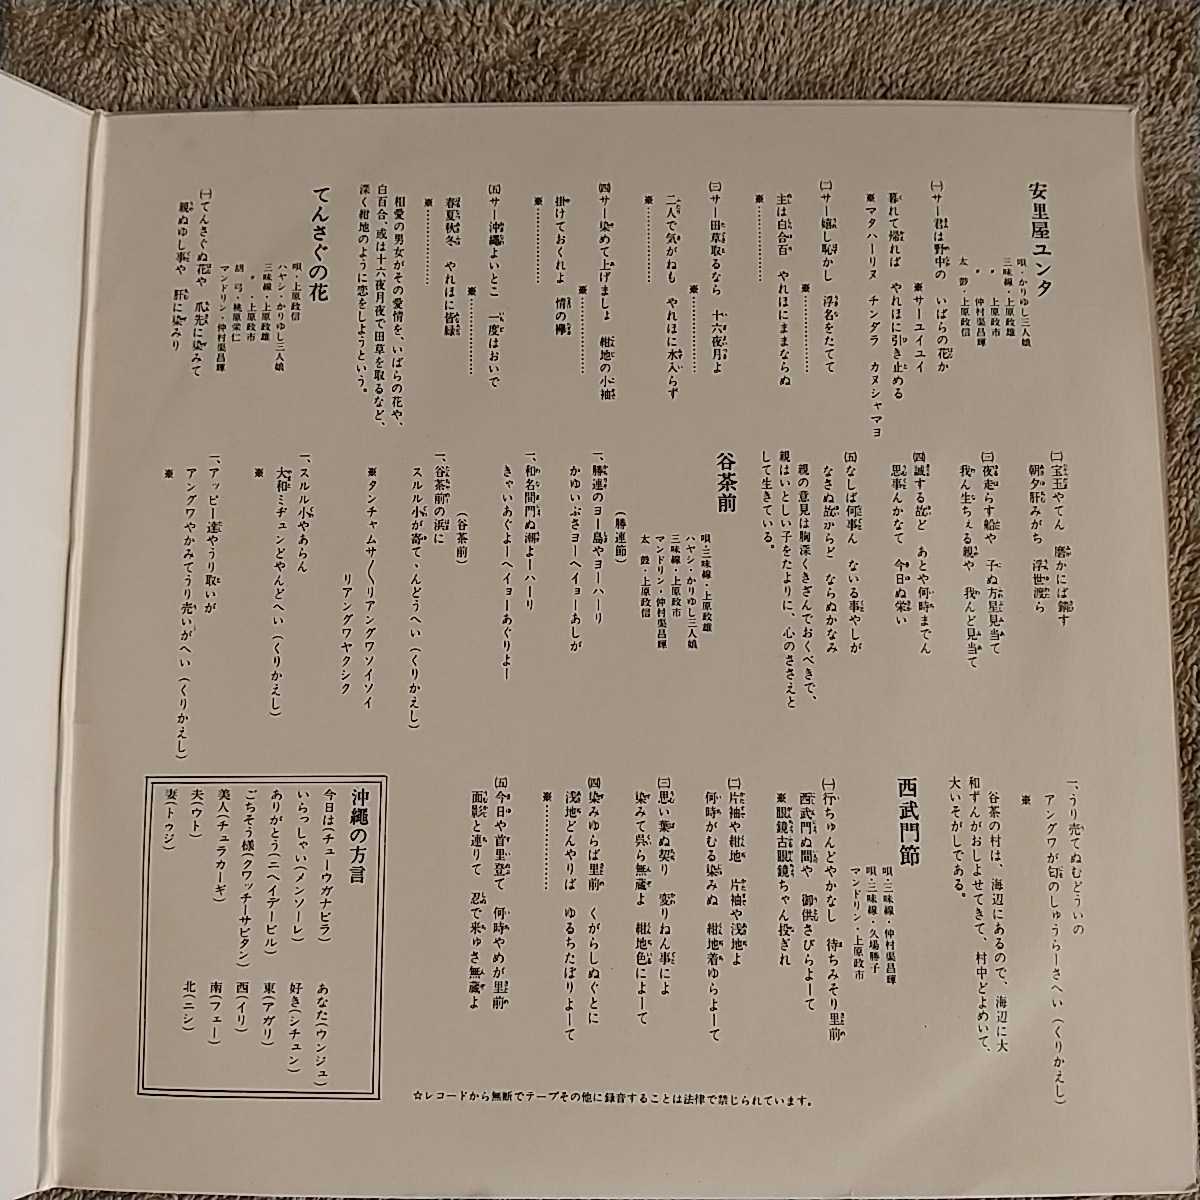 安里屋ユンタ
唄・かりゆし三人娘
三味線・上原政雄
〃・上原政市
〃　仲村渠昌暉
太鼓・上原政信
㈠サー君は野中の　いばらの花か
※サーユイユイ
暮れて帰れば　やれほに引き止める
※マタハーリヌ　チンダラ　カヌシャマヨ
㈡サー嬉し恥かし　浮名をたてて
※…………
主は白合百　やれほにままならぬ
※…………
㈢サー田草取るなら　十六夜月よ
※…………
二人で気がねも　やれほに水入らず
※…………
㈣サー染めて上げましょ　紺地の小袖
※…………
掛けておくれよ　情の襷
※…………
㈤サー沖縄よいとこ　一度はおいで
※…………
春夏秋冬　やれほに皆緑
※…………
相愛の男女がその愛情を、いばらの花や、
白百合、或は十六夜月夜で田草を取るなど、
深く紺地のように恋をしようという。
てんさぐの花
唄・上原政信
ハヤシ・かりゆし三人娘
三味線・上原政雄
〃・上原政市
胡弓・桃原栄仁
マンドリン・仲村渠昌暉
㈠てんさぐぬ花や　爪先に染みて
親ぬゆし事や　肝に染みり
㈡宝玉やてん　磨かにば錆す
朝夕肝みがち　浮世渡ら
㈢夜走らす船や　子ぬ方星見当て
我ん生ちぇる親や　我んど見当て
㈣誠する故ど　あとや何時までん
思事んかなて　今日ぬ栄い
㈤なしば何事ん　ないる事やしが
なさぬ故からど　ならぬかなみ
親の意見は胸深くきざんでおくべきで、
親はいとしい子をたよりに、心のささえと
して生きている。
谷茶前
唄・三味線・上原政雄
ハヤシ・かりゆし三人娘
三味線・上原政市
マンドリン・仲村渠昌暉
太鼓・上原政信
（勝連節）
一、勝連のヨー島やヨーハーリ
かゆいぶさヨーヘイョーあしが
一、和名間門ぬ潮よーハーリ
きゃいあぐよーヘイョーあぐりよー
（谷茶前）
一、谷茶前の浜に
スルル小が寄て、んどうへい（くりかえし）
※タンチャムサ〳〵リアングワソイソイ
リアングワヤクシク
一、スルル小やあらん
大和ミヂュンどやんどへい（くりかえし）
※
一、アッピー達やうり取いが
アングワやかみてうり売いがへい（くりかえし）
※
一、うり売てぬむどういの
アングワが匂のしゅうらーさへい（くりかえし）
※
谷茶の村は、海辺にあるので、海辺に大
和ずんがおしよせてきて、村中どよめいて、
大いそがしである。
西武門節
唄・三味線・仲村渠昌暉
唄・三味線・久場勝子
マンドリン・上原政市
㈠行ちゅんどやかなし　待ちみそり里前
西武門ぬ間や　御供さびらよーて
※眼鏡古眼鏡ちゃん投ぎれ
㈡片袖や紺地　片袖や浅地よ
何時がむる染みぬ　紺地着ゆらよーて
㈢思い葉ぬ契り　変りねん事によ
染みて呉ら無蔵よ　紺地色によーて
㈣染みゆらば里前　くがらしぬぐとに
浅地どんやりば　ゆるちたぼりよーて
※…………
㈤今日や首里登て　何時やめが里前
面影と連りて　忍で来ゅさ無蔵よ
沖縄の方言
今日は（チューウガナビラ）
いらっしゃい（メンソーレ）
ありがとう（ニヘイデービル）
ごちそう様（クワッチーサビタン）
美人（チュラカーギ）
夫（ウト）
妻（トゥジ）
あなた（ウンジュ）
好き（シチュン）
東（アガリ）
西（イリ）
南（フェー）
北（ニシ）
☆レコードから無断でテープその他に録音することは法律で禁じられています。